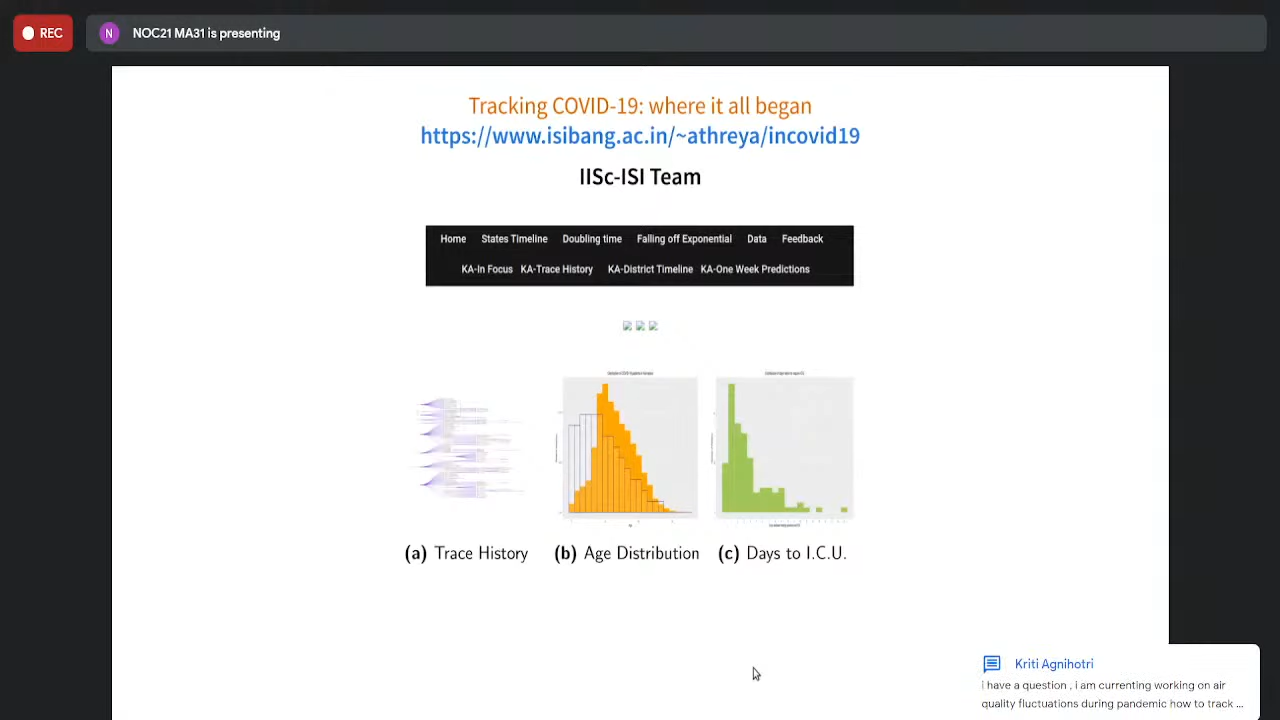 REC
N NOC21 MA31 is presenting
Tracking COVID-19: where it all began
https://www.isibang.ac.in/~athreya/incovid19
IISc-ISI Team
Home States Timeline Doubling time Falling off Exponential Data Feedback
KA-In Focus KA-Trace History KA-District Timeline KA-One Week Predictions
(a) Trace History (b) Age Distribution (c) Days to I.C.U.
Kriti Agnihotri
i have a question , i am currenting working on air
quality fluctuations during pandemic how to track ...